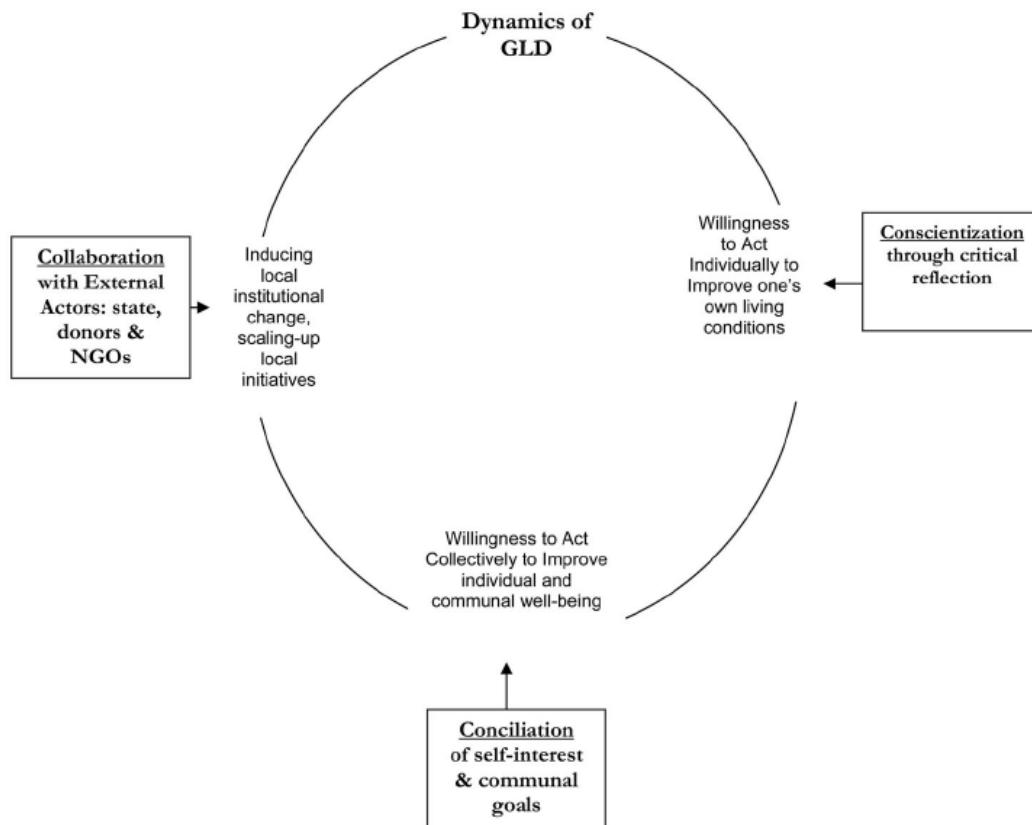 Dynamics of
GLD
Willingness
to Act
Individually to
Improve one's
own living
conditions
Conscientization
through critical
reflection
Collaboration
with External
Actors: state,
donors &
NGOs
Inducing
local
institutional
change,
scaling-up
local
initiatives
Willingness to Act
Collectively to Improve
individual and
communal well-being
Conciliation
of self-interest
& communal
goals